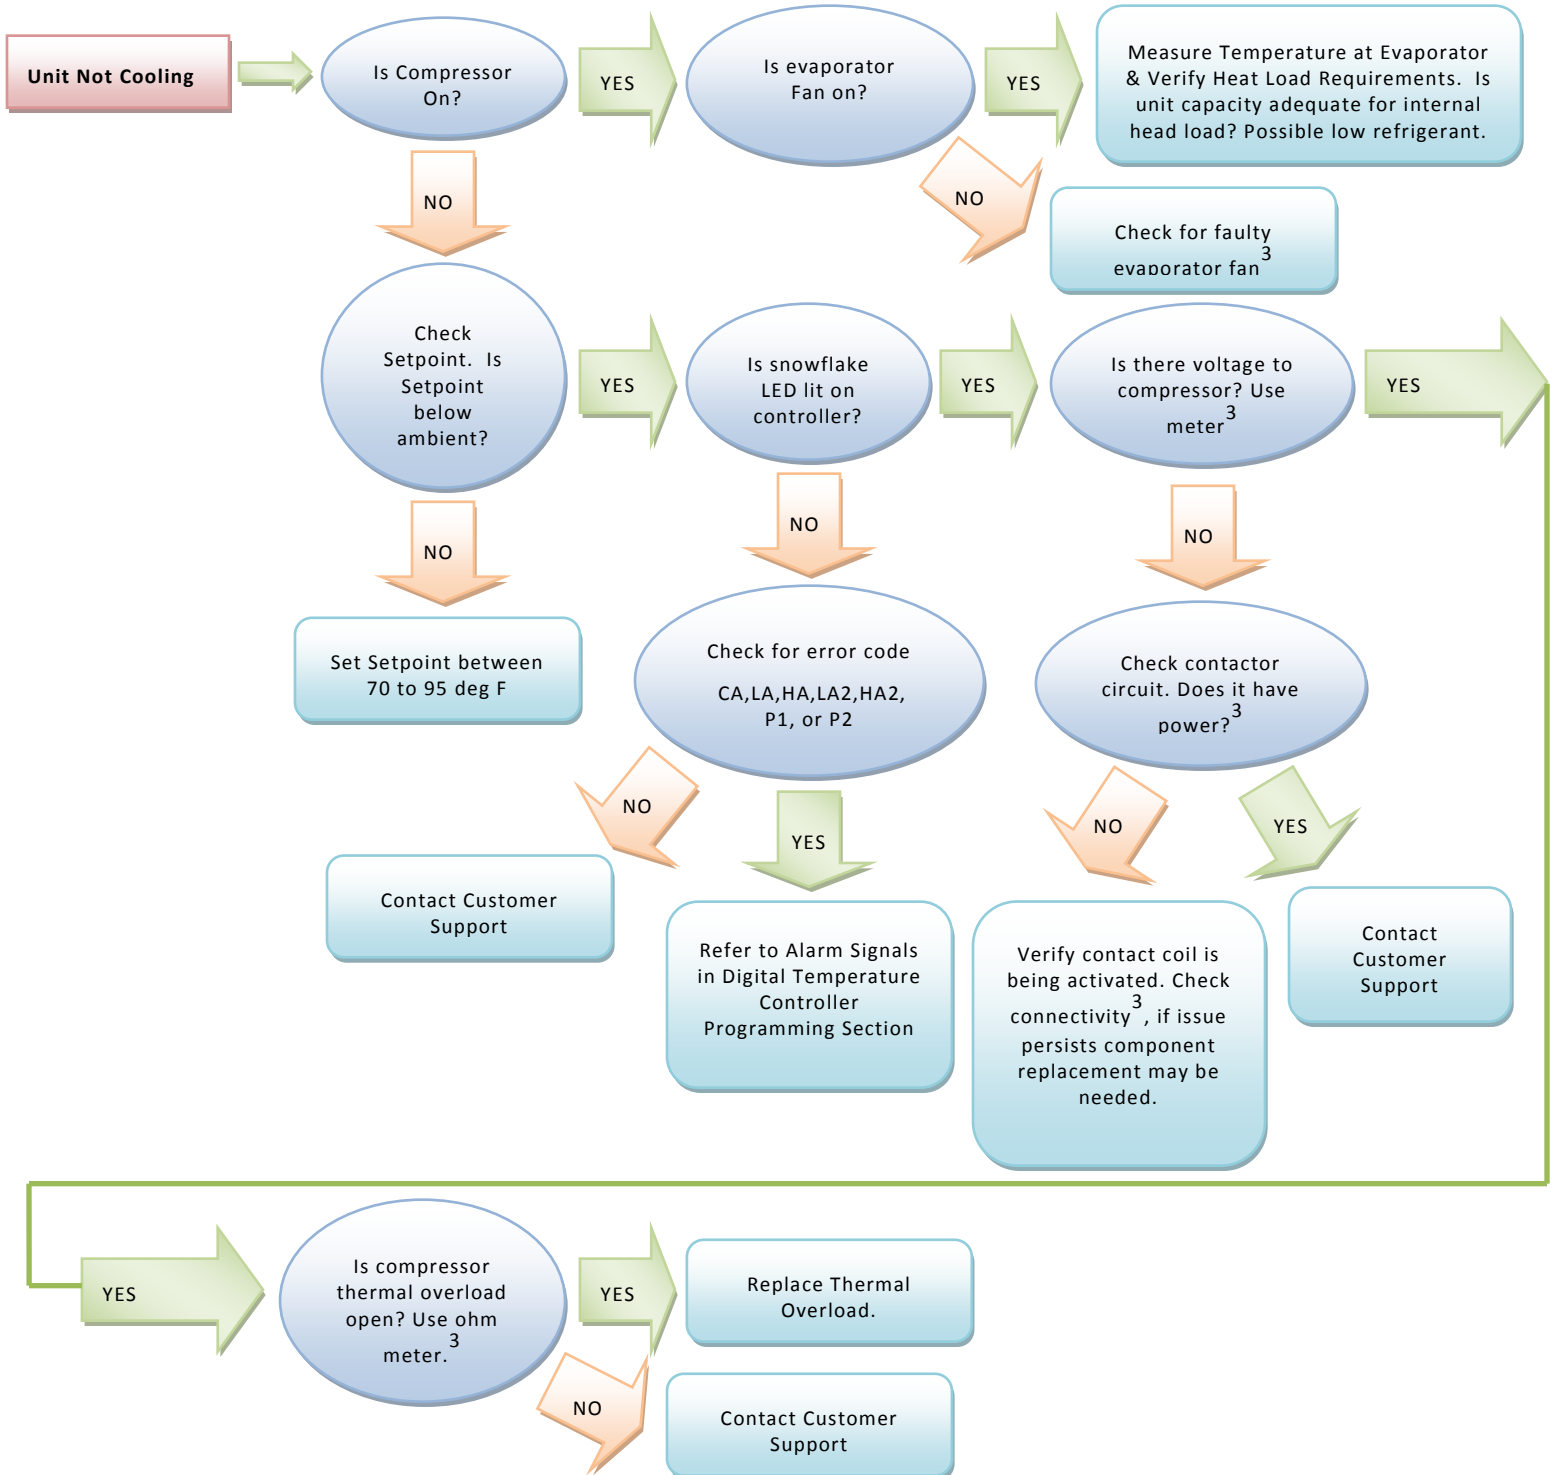 Unit Not Cooling
Is Compressor
On?
YES
Is evaporator
Fan on?
YES
Measure Temperature at Evaporator
& Verify Heat Load Requirements. Is
unit capacity adequate for internal
head load? Possible low refrigerant.
NO
NO
Check for faulty
evaporator fan3
Check
Setpoint. Is
Setpoint
below
ambient?
YES
Is snowflake
LED lit on
controller?
YES
Is there voltage to
compressor? Use
meter3
YES
NO
NO
NO
Set Setpoint between
70 to 95 deg F
Check for error code
CA,LA,HA,LA2,HA2,
P1, or P2
Check contactor
circuit. Does it have
power?3
NO
YES
NO
YES
Contact Customer
Support
Refer to Alarm Signals
in Digital Temperature
Controller
Programming Section
Verify contact coil is
being activated. Check
connectivity3, if issue
persists component
replacement may be
needed.
Contact
Customer
Support
YES
Is compressor
thermal overload
open? Use ohm
meter.3
YES
Replace Thermal
Overload.
NO
Contact Customer
Support